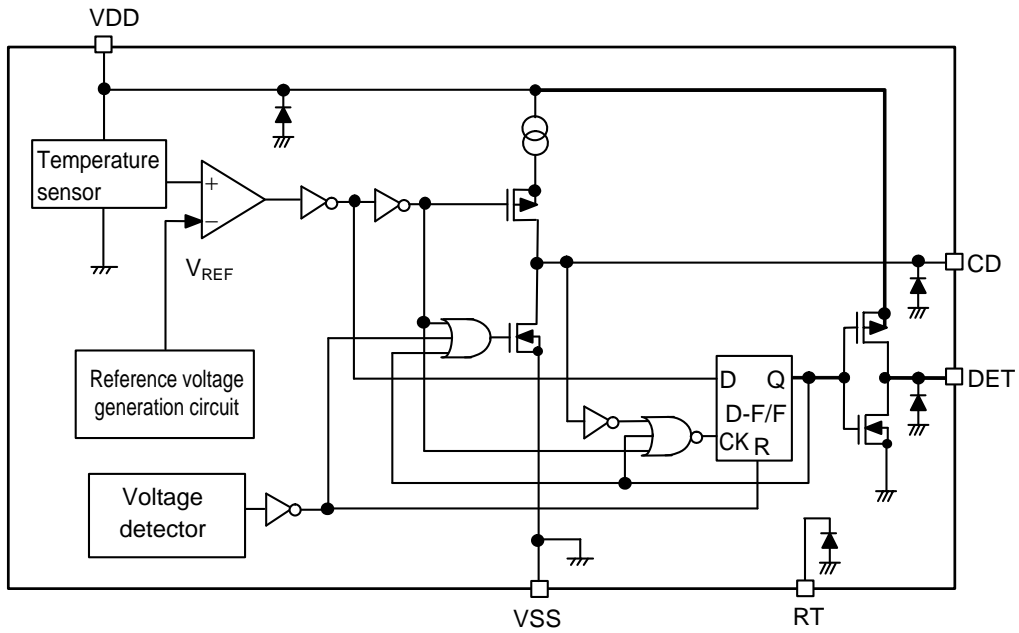 VDD
Temperature
sensor
+
−
VREF
CD
Reference voltage
generation circuit
D Q
D-F/F
CK R
DET
Voltage
detector
VSS
RT